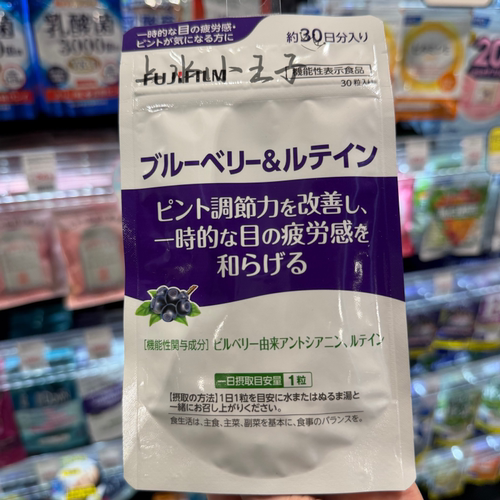 一時的な目の疲労感・
ピントが気になる方に
約30日分入り
FUJIFILM
小王子
機能性表示食品
30粒入
ブルーベリー&ルテイン
ピント調節力を改善し、
一時的な目の疲労感を
和らげる
[機能性関与成分] ビルベリー由来アントシアニン、ルテイン
一日摂取目安量 1粒
【摂取の方法】1日1粒を目安に水またはぬるま湯と
一緒にお召し上がりください。
食生活は、主食、主菜、副菜を基本に、食事のバランスを。
乳酸菌